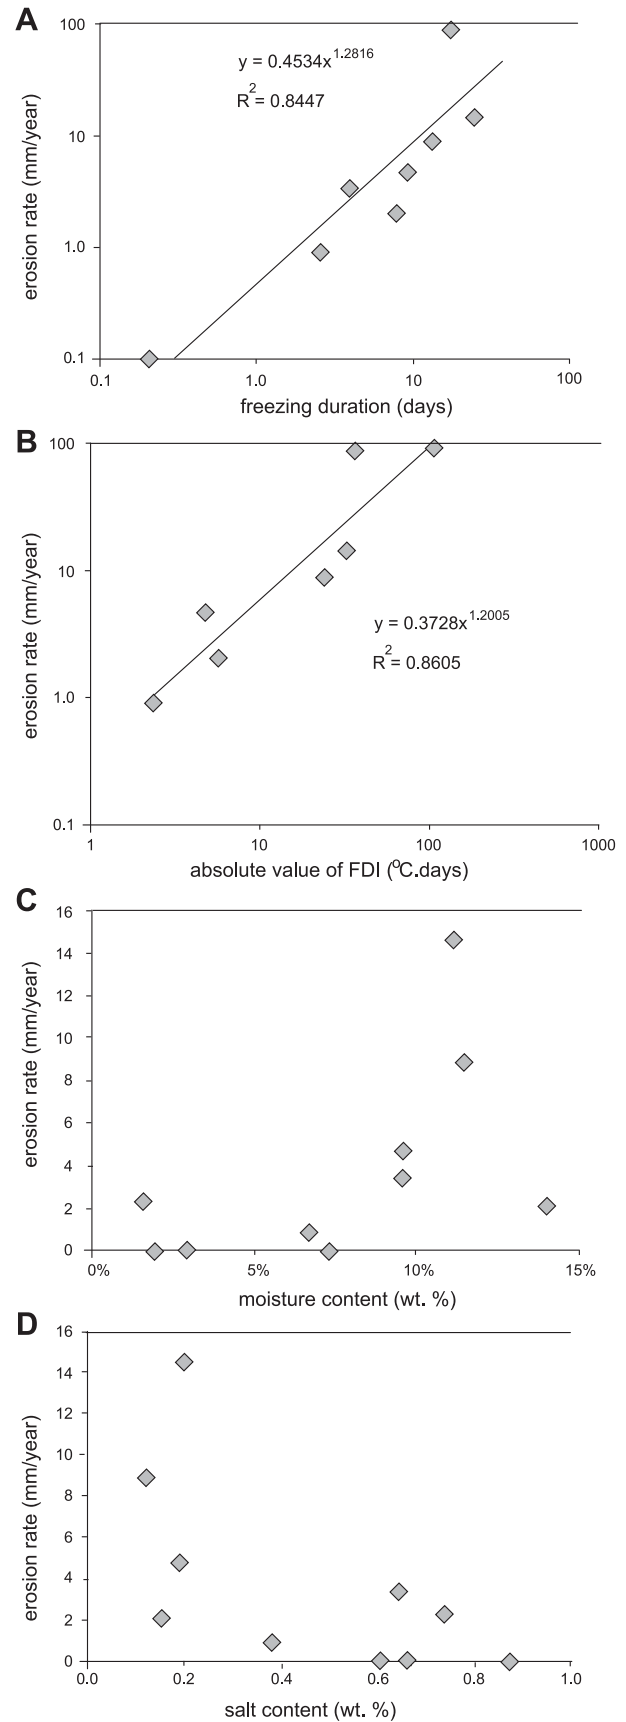 A
100
10
1.0
0.1
erosion rate (mm/year)
y = 0.4534x^1.2816
R^2 = 0.8447
0.1 1.0 10 100
freezing duration (days)
B
100
10
1.0
0.1
erosion rate (mm/year)
y = 0.3728x^1.2005
R^2 = 0.8605
1 10 100 1000
absolute value of FDI (°C.days)
C
16
14
12
10
8
6
4
2
0
erosion rate (mm/year)
0% 5% 10% 15%
moisture content (wt. %)
D
16
14
12
10
8
6
4
2
0
erosion rate (mm/year)
0.0 0.2 0.4 0.6 0.8 1.0
salt content (wt. %)